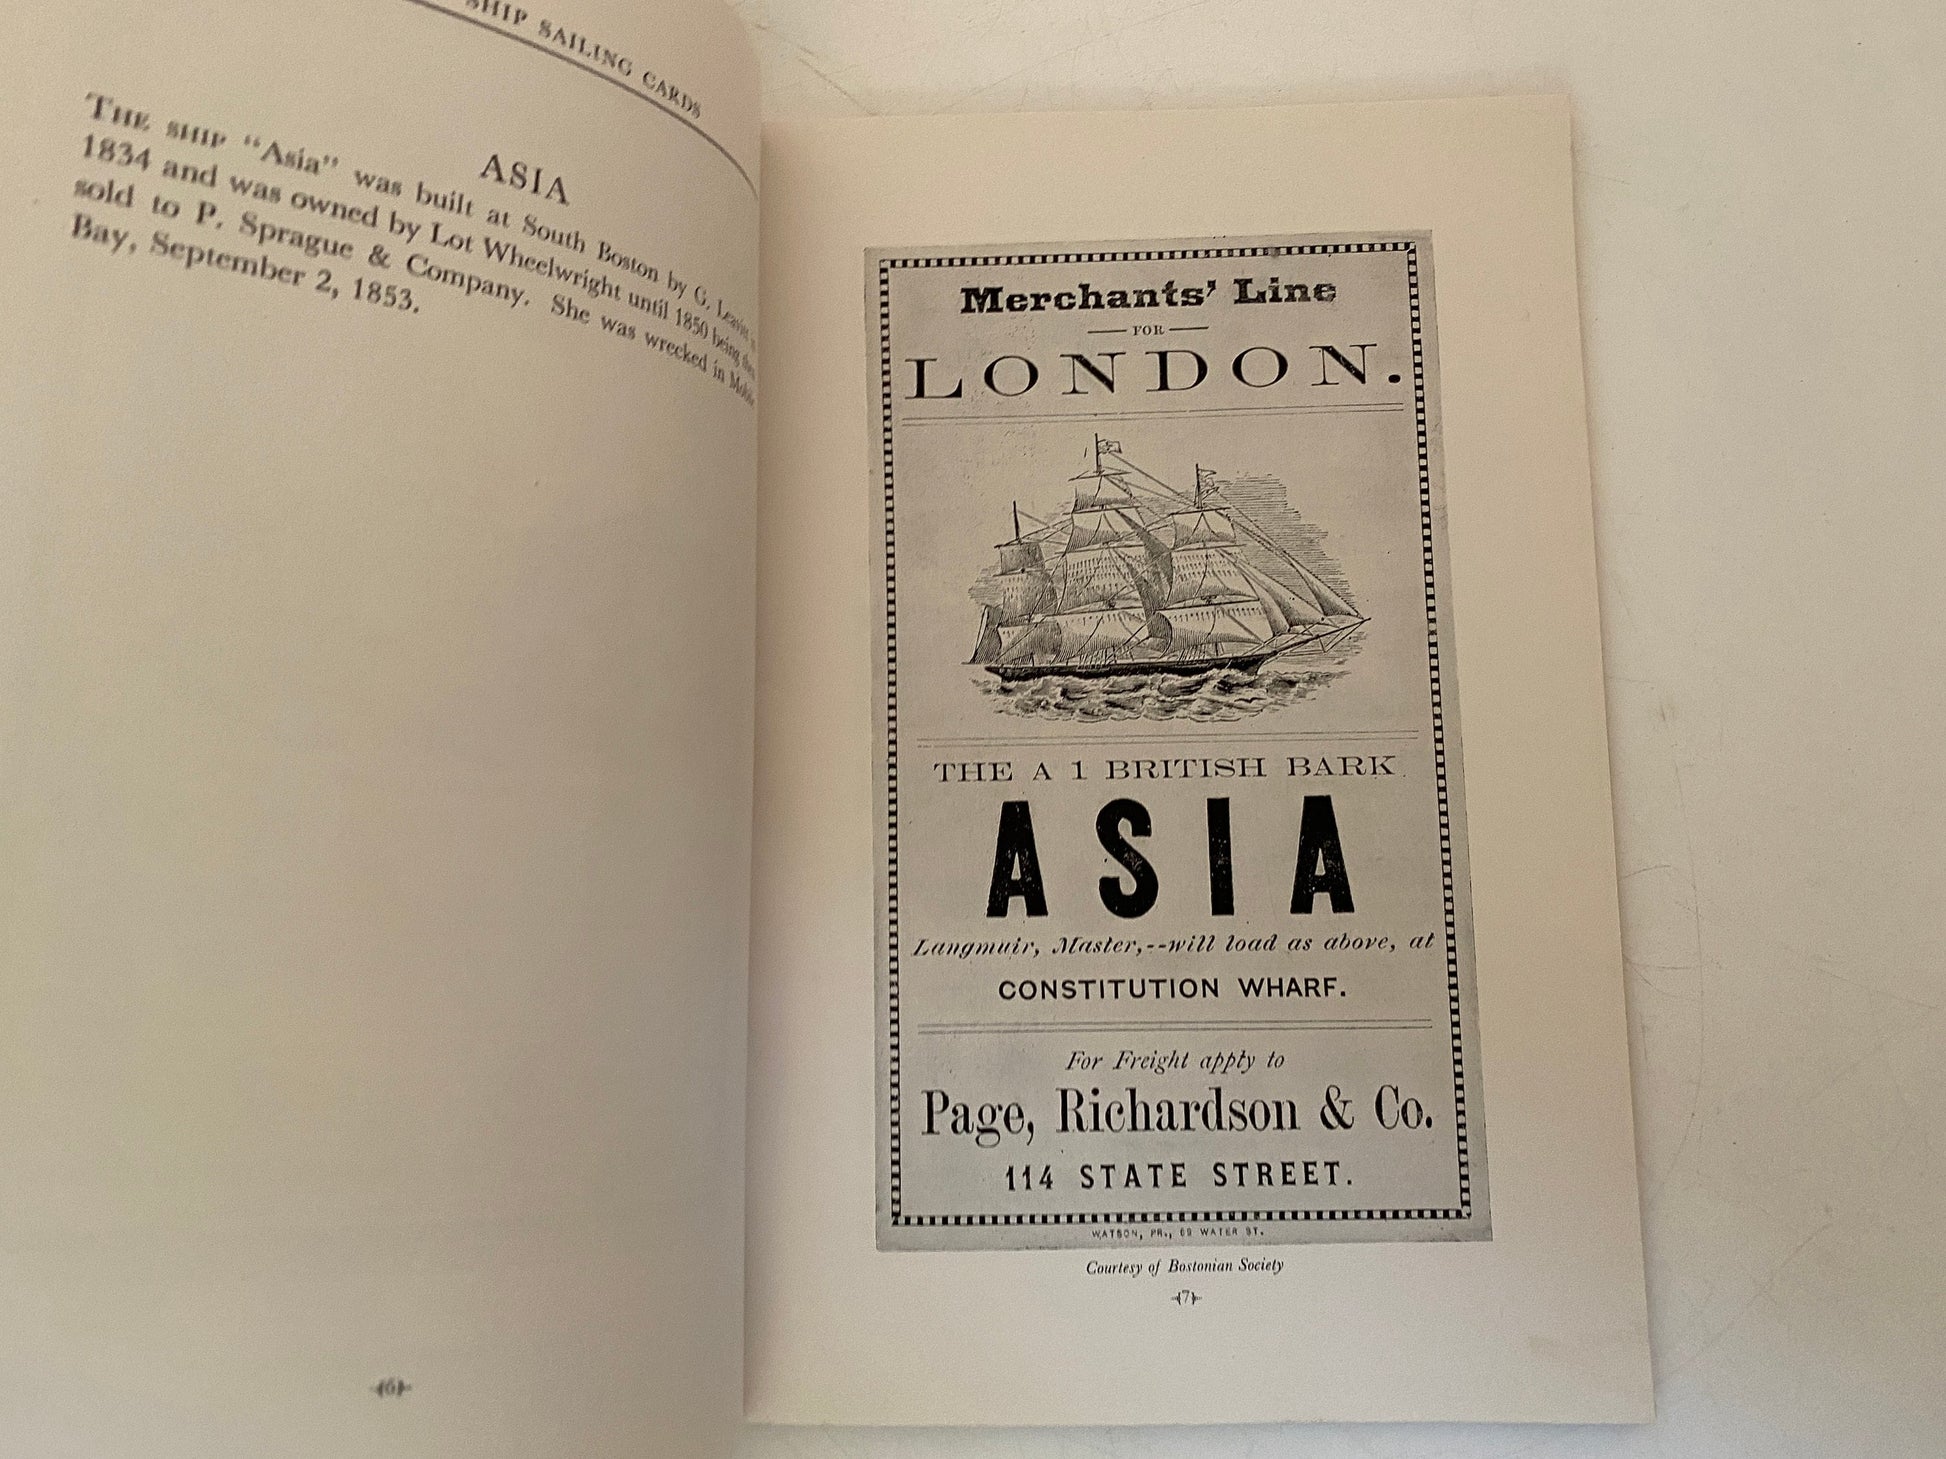 SHIP SAILING CARDS
ASIA
THE SHIP "Asia" was built at South Boston by G. Leavitt in
1834 and was owned by Lot Wheelwright until 1850 being then
sold to P. Sprague & Company. She was wrecked in Mobile
Bay, September 2, 1853.
6
Merchants' Line
FOR
LONDON.
THE A 1 BRITISH BARK
ASIA
Langmuir, Master,--will load as above, at
CONSTITUTION WHARF.
For Freight apply to
Page, Richardson & Co.
114 STATE STREET.
WATSON, PR., 69 WATER ST.
Courtesy of Bostonian Society
7